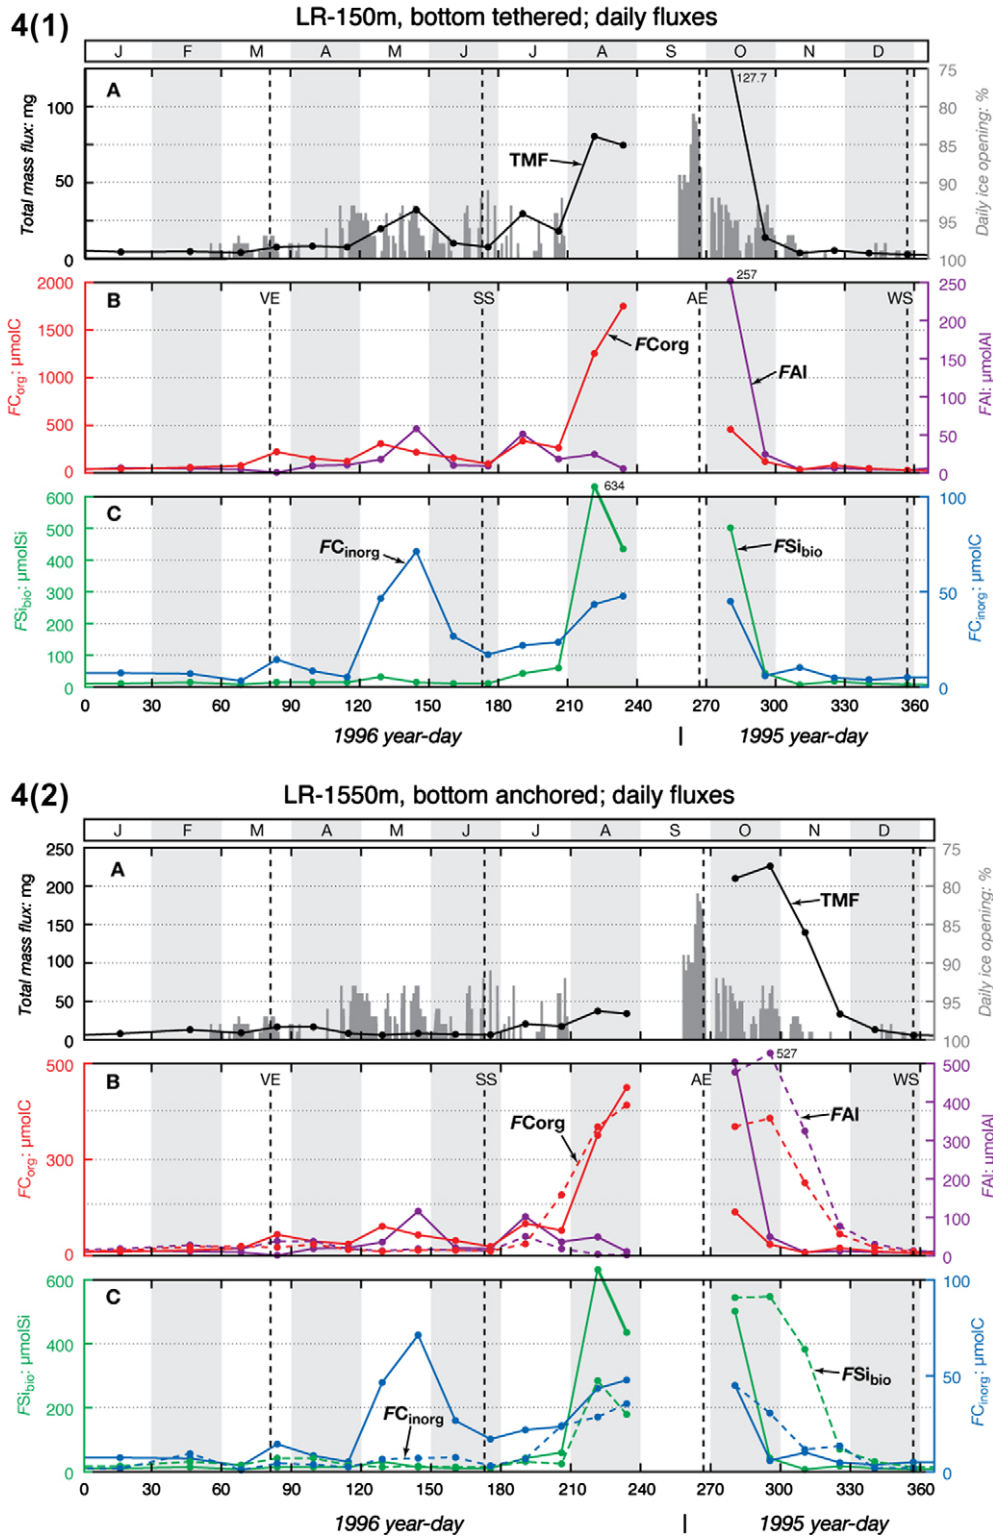 4(1)
LR-150m, bottom tethered; daily fluxes
J F M A M J J A S O N D
A
127.7
TMF
Total mass flux: mg
100
50
0
Daily ice opening: %
75
80
85
90
95
100
B
VE
SS
AE
WS
257
FCorg
FAl
FCorg: µmolC
2000
1500
1000
500
0
FAl: µmolAl
250
200
150
100
50
0
C
634
FCinorg
FSibio
FSibio: µmolSi
600
500
400
300
200
100
0
FCinorg: µmolC
100
50
0
0 30 60 90 120 150 180 210 240 270 300 330 360
1996 year-day | 1995 year-day
4(2)
LR-1550m, bottom anchored; daily fluxes
J F M A M J J A S O N D
A
TMF
Total mass flux: mg
250
200
150
100
50
0
Daily ice opening: %
75
80
85
90
95
100
B
VE
SS
AE
WS
527
FCorg
FAl
FCorg: µmolC
500
300
0
FAl: µmolAl
500
400
300
200
100
0
C
FCinorg
FSibio
FSibio: µmolSi
600
400
200
0
FCinorg: µmolC
100
50
0
0 30 60 90 120 150 180 210 240 270 300 330 360
1996 year-day | 1995 year-day